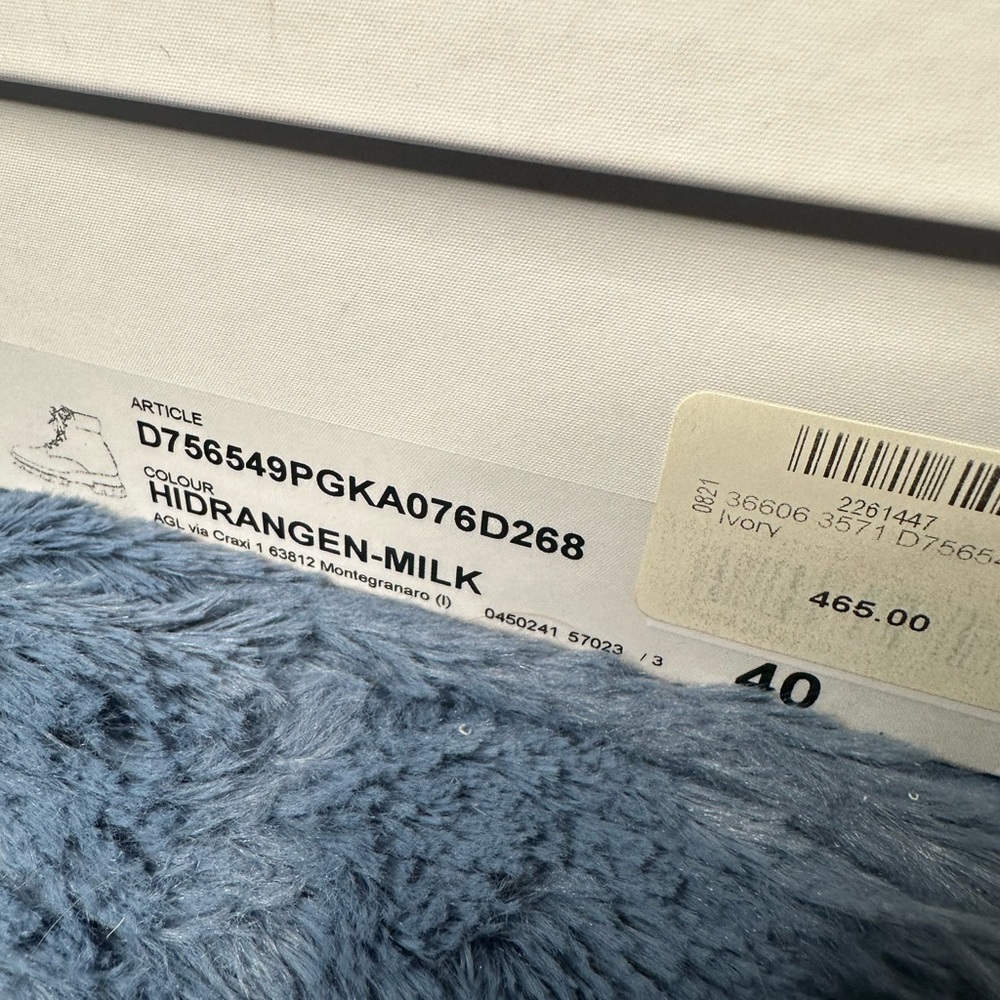 ARTICLE
D756549PGKA076D268
COLOUR
HIDRANGEN-MILK
AGL via Craxi 1 63812 Montegranaro (I)
0450241 57023 / 3
40
2261447
0821
36606 3571 D75654
Ivory
465.00